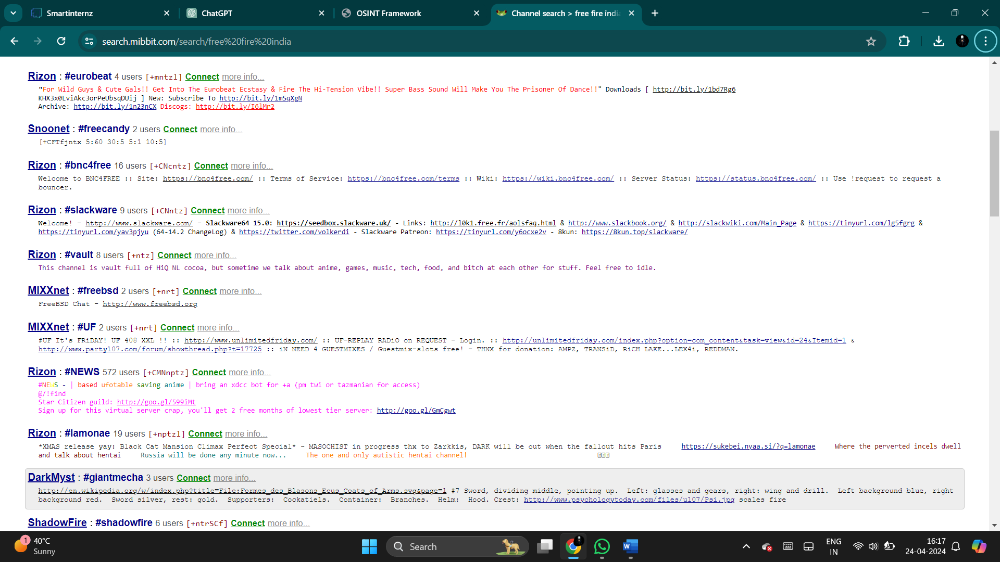 Smartinternz
ChatGPT
OSINT Framework
Channel search > free fire indi
search.mibbit.com/search/free%20fire%20india
Rizon : #eurobeat 4 users [+mntzl] Connect more info...
"For Wild Guys & Cute Gals!! Get Into The Eurobeat Ecstasy & Fire The Hi-Tension Vibe!! Super Bass Sound Will Make You The Prisoner Of Dance!!" Downloads [ http://bit.ly/1bd7Rg6
KHX3x0LviAkc3orPeUbsqDUij ] New: Subscribe To http://bit.ly/1mSqXgN
Archive: http://bit.ly/1n23nCX Discogs: http://bit.ly/I6lMr2
Snoonet : #freecandy 2 users Connect more info...
[+CFTfjntx 5:60 30:5 5:1 10:5]
Rizon : #bnc4free 16 users [+CNcntz] Connect more info...
Welcome to BNC4FREE :: Site: https://bnc4free.com/ :: Terms of Service: https://bnc4free.com/terms :: Wiki: https://wiki.bnc4free.com/ :: Server Status: https://status.bnc4free.com/ :: Use !request to request a
bouncer.
Rizon : #slackware 9 users [+CNntz] Connect more info...
Welcome! - http://www.slackware.com/ - Slackware64 15.0: https://seedbox.slackware.uk/ - Links: http://l0k1.free.fr/aolsfaq.html & http://www.slackbook.org/ & http://slackwiki.com/Main_Page & https://tinyurl.com/lg5fgrg &
https://tinyurl.com/yav3pjyu (64-14.2 ChangeLog) & https://twitter.com/volkerdi - Slackware Patreon: https://tinyurl.com/y6ocxe2v - 8kun: https://8kun.top/slackware/
Rizon : #vault 8 users [+ntz] Connect more info...
This channel is vault full of HiQ NL cocoa, but sometime we talk about anime, games, music, tech, food, and bitch at each other for stuff. Feel free to idle.
MIXXnet : #freebsd 2 users [+nrt] Connect more info...
FreeBSD Chat - http://www.freebsd.org
MIXXnet : #UF 2 users [+nrt] Connect more info...
#UF It's FRiDAY! UF 408 XXL !! :: http://www.unlimitedfriday.com/ :: UF-REPLAY RADiO on REQUEST - Login. :: http://unlimitedfriday.com/index.php?option=com_content&task=view&id=24&Itemid=1 &
http://www.party107.com/forum/showthread.php?t=17725 :: iN NEED 4 GUESTMIXES / Guestmix-slots free! - THNX for donation: AMPZ, TRANSiD, RiCH LAKE...LEX4i, REDDMAN.
Rizon : #NEWS 572 users [+CMNnptz] Connect more info...
#NEWS - | based ufotable saving anime | bring an xdcc bot for +a (pm twi or tazmanian for access)
@/!find
Star Citizen guild: http://goo.gl/599iMt
Sign up for this virtual server crap, you'll get 2 free months of lowest tier server: http://goo.gl/GmCgwt
Rizon : #lamonae 19 users [+nptzl] Connect more info...
*XMAS release yay: Black Cat Mansion Climax Perfect Special* ~ MASOCHIST in progress thx to Zarkkis, DARK will be out when the fallout hits Paris https://sukebei.nyaa.si/?q=lamonae Where the perverted incels dwell
and talk about hentai Russia will be done any minute now... The one and only autistic hentai channel!
DarkMyst : #giantmecha 3 users Connect more info...
http://en.wikipedia.org/w/index.php?title=File:Formes_des_Blasons_Ecus_Coats_of_Arms.svg&page=1 #7 Sword, dividing middle, pointing up. Left: glasses and gears, right: wing and drill. Left background blue, right
background red. Sword silver, rest: gold. Supporters: Cockatiels. Container: Branches. Helm: Hood. Crest: http://www.psychologytoday.com/files/u107/Psi.jpg scales fire
ShadowFire : #shadowfire 6 users [+ntrSCf] Connect more info...
1
40°C
Sunny
Search
W
ENG
IN
16:17
24-04-2024